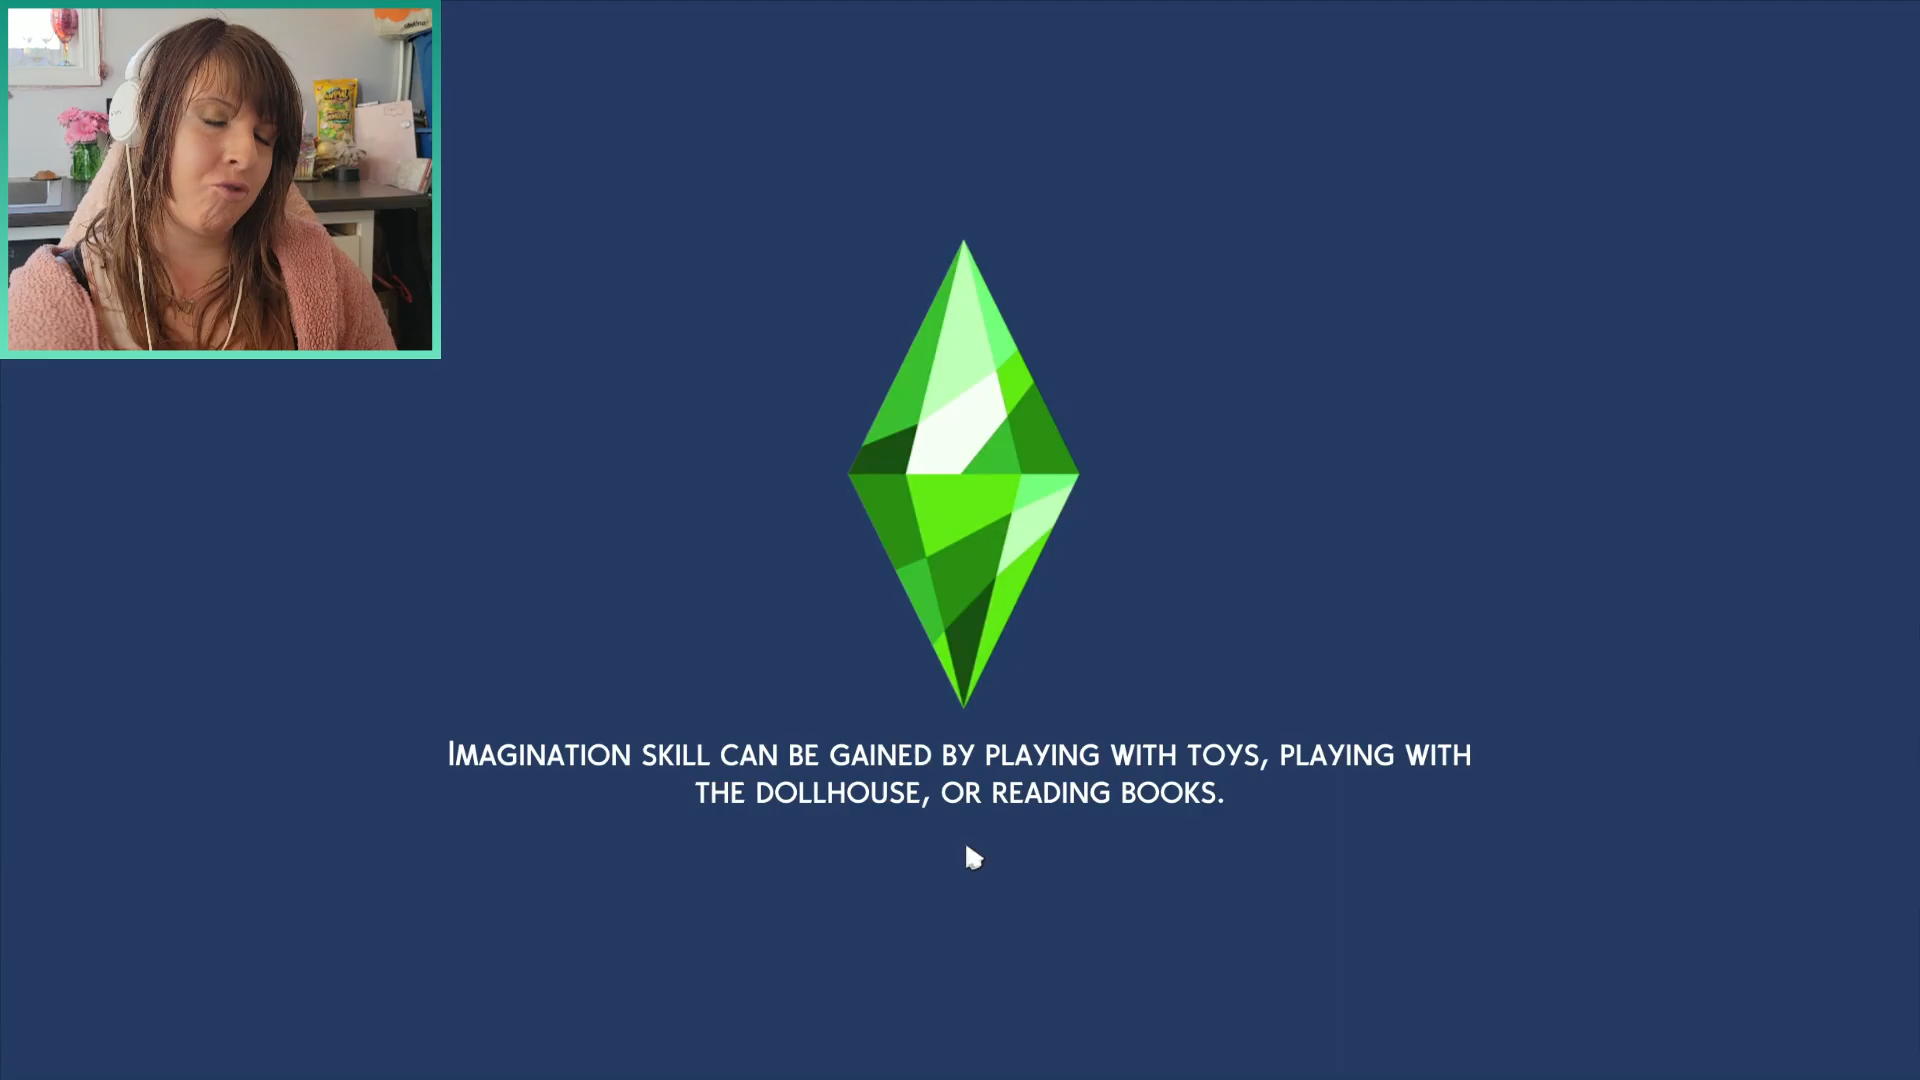 IMAGINATION SKILL CAN BE GAINED BY PLAYING WITH TOYS, PLAYING WITH
THE DOLLHOUSE, OR READING BOOKS.